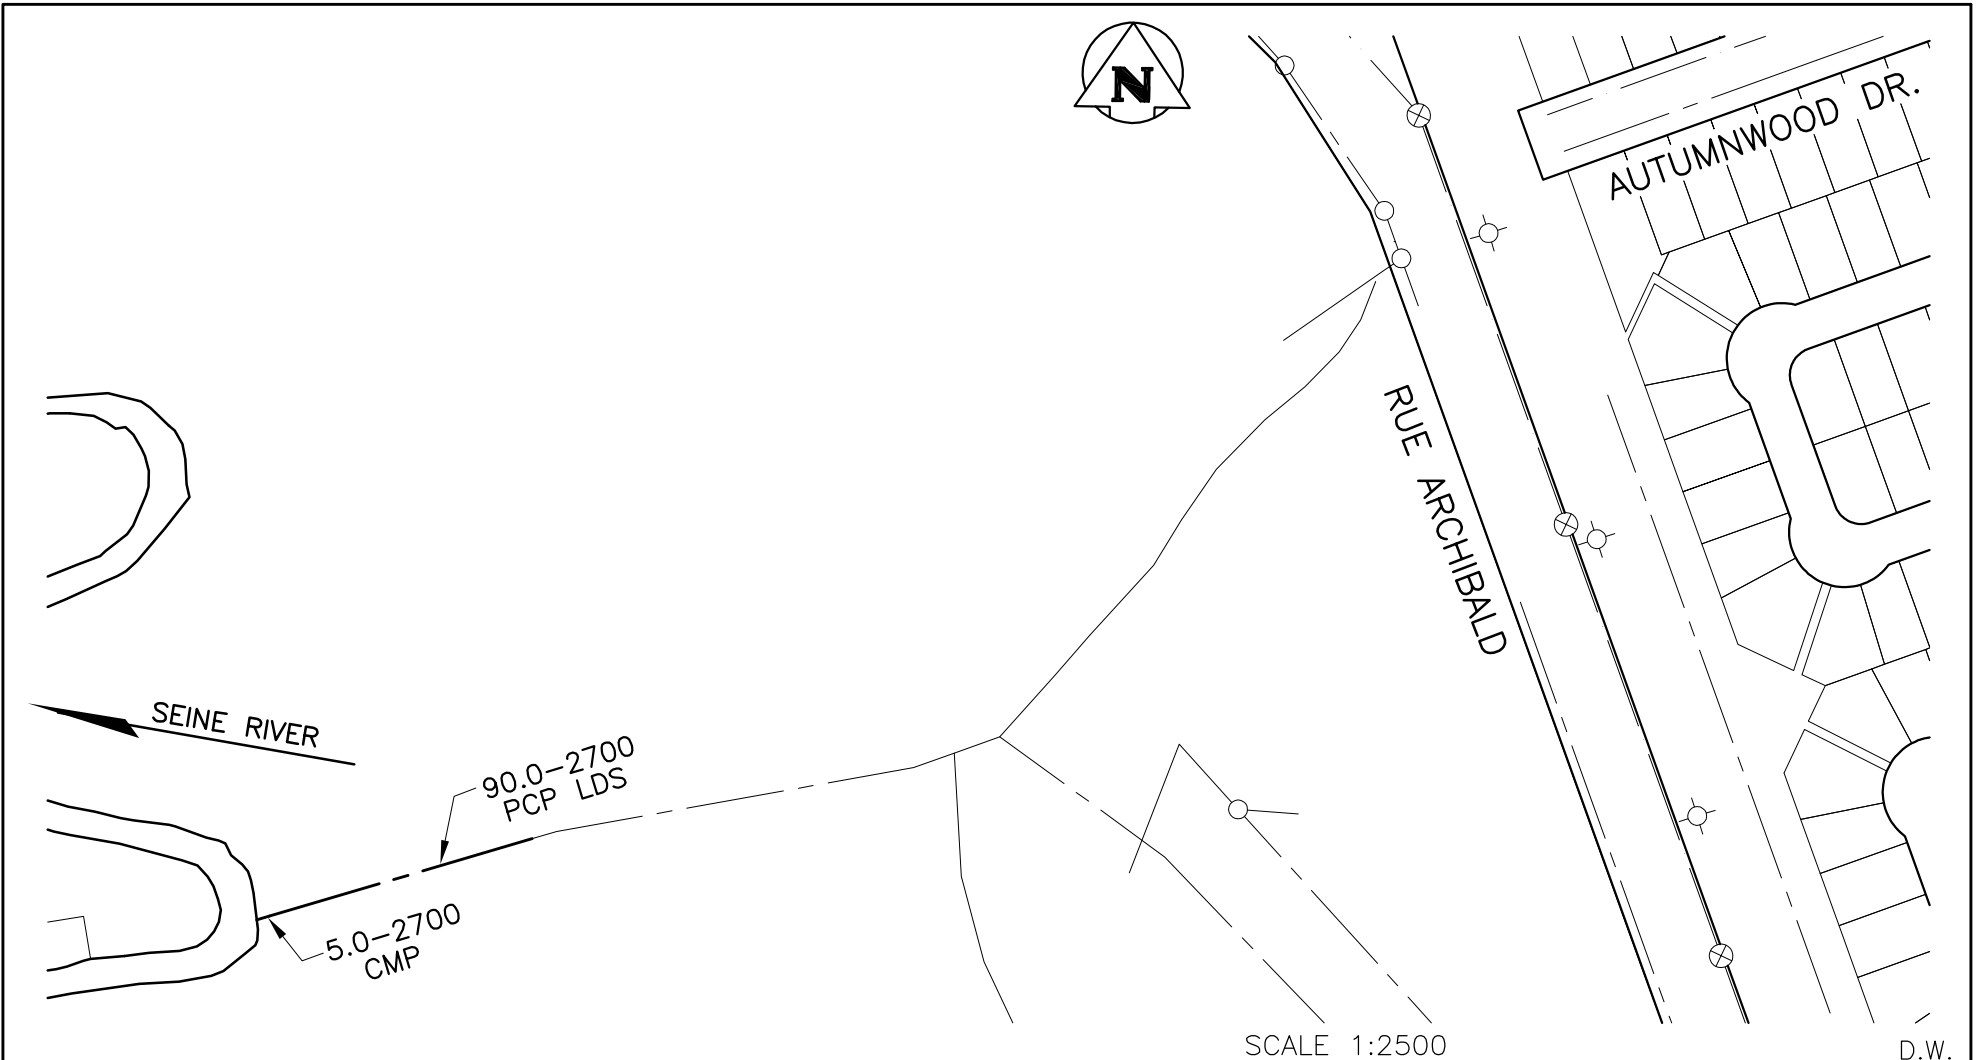 N
AUTUMNWOOD DR.
RUE ARCHIBALD
SEINE RIVER
90.0-2700
PCP LDS
5.0-2700
CMP
SCALE 1:2500
D.W.